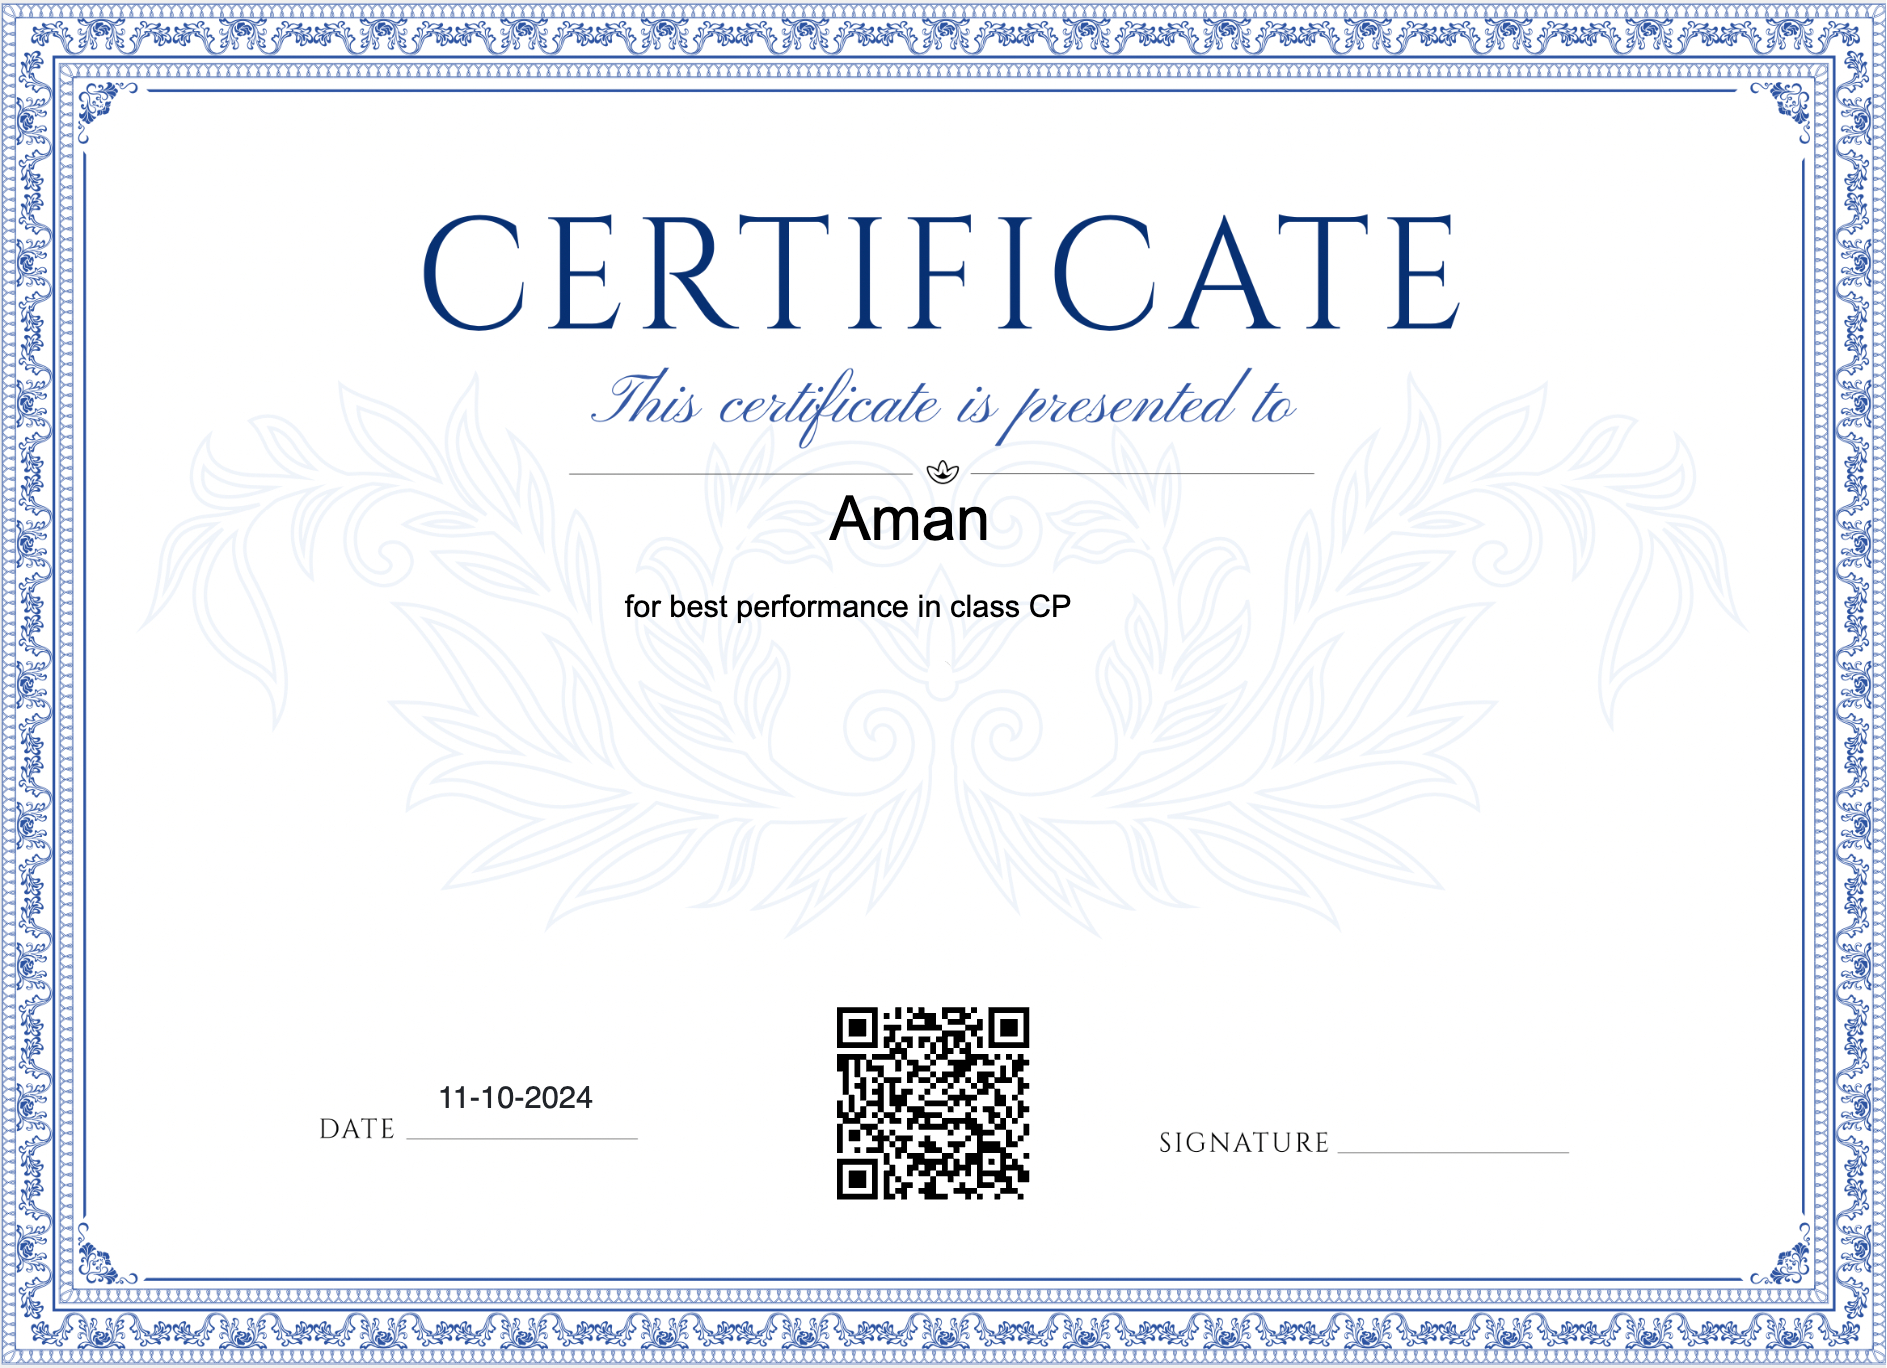 CERTIFICATE
This certificate is presented to
Aman
for best performance in class CP
11-10-2024
DATE
SIGNATURE